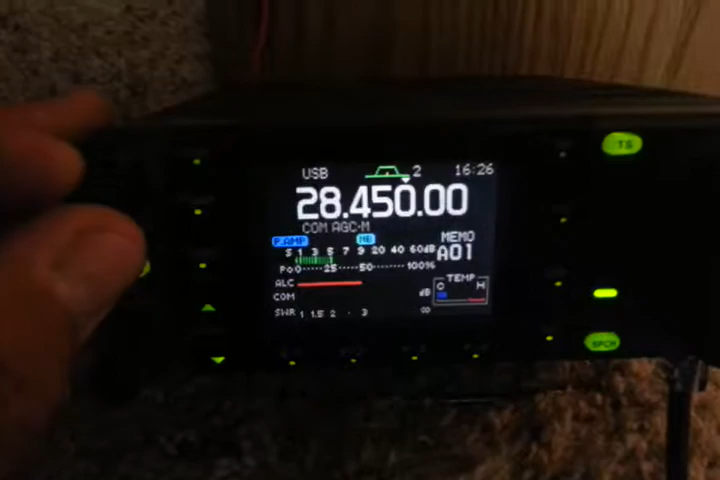 USB 2 16:26
TS
28.450.00
COM AGC-M
P.AMP NB MEMO
S 1 3 5 7 9 20 40 60dB A01
Po 0 25 50 100%
TEMP
ALC C H
COM dB
SWR 1 1.5 2 3 ∞
SPCH